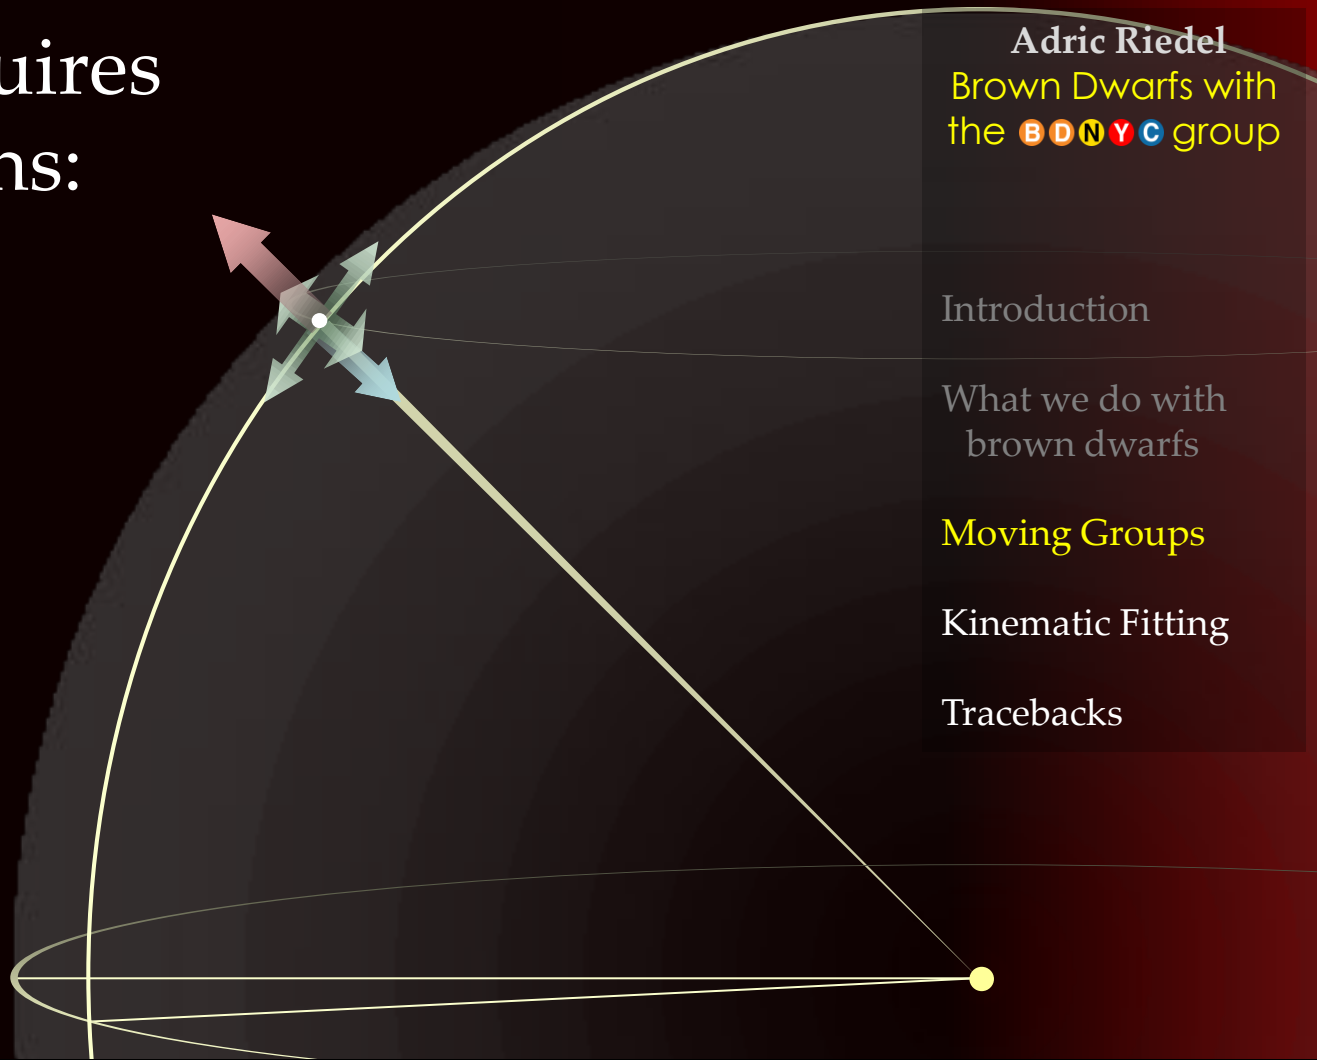 uires
ns:
Adric Riedel
Brown Dwarfs with
the BDNYC group
Introduction
What we do with
brown dwarfs
Moving Groups
Kinematic Fitting
Tracebacks